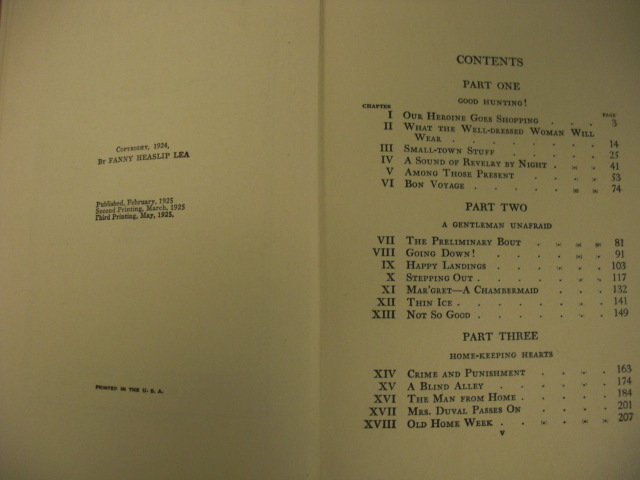 COPYRIGHT, 1924,
BY FANNY HEASLIP LEA
Published, February, 1925
Second Printing, March, 1925
Third Printing, May, 1925.
PRINTED IN THE U. S. A.
CONTENTS
PART ONE
GOOD HUNTING!
CHAPTER PAGE
I OUR HEROINE GOES SHOPPING . . . 3
II WHAT THE WELL-DRESSED WOMAN WILL
WEAR . . . . . . . . 14
III SMALL-TOWN STUFF . . . . . 25
IV A SOUND OF REVELRY BY NIGHT . . . 41
V AMONG THOSE PRESENT . . . . 53
VI BON VOYAGE . . . . . . 74
PART TWO
A GENTLEMAN UNAFRAID
VII THE PRELIMINARY BOUT . . . . 81
VIII GOING DOWN! . . . . . . 91
IX HAPPY LANDINGS . . . . . 103
X STEPPING OUT . . . . . . 117
XI MAR'GRET—A CHAMBERMAID . . . 132
XII THIN ICE . . . . . . . 141
XIII NOT SO GOOD . . . . . . 149
PART THREE
HOME-KEEPING HEARTS
XIV CRIME AND PUNISHMENT . . . . 163
XV A BLIND ALLEY . . . . . 174
XVI THE MAN FROM HOME . . . . 184
XVII MRS. DUVAL PASSES ON . . . . 201
XVIII OLD HOME WEEK . . . . . 207
v